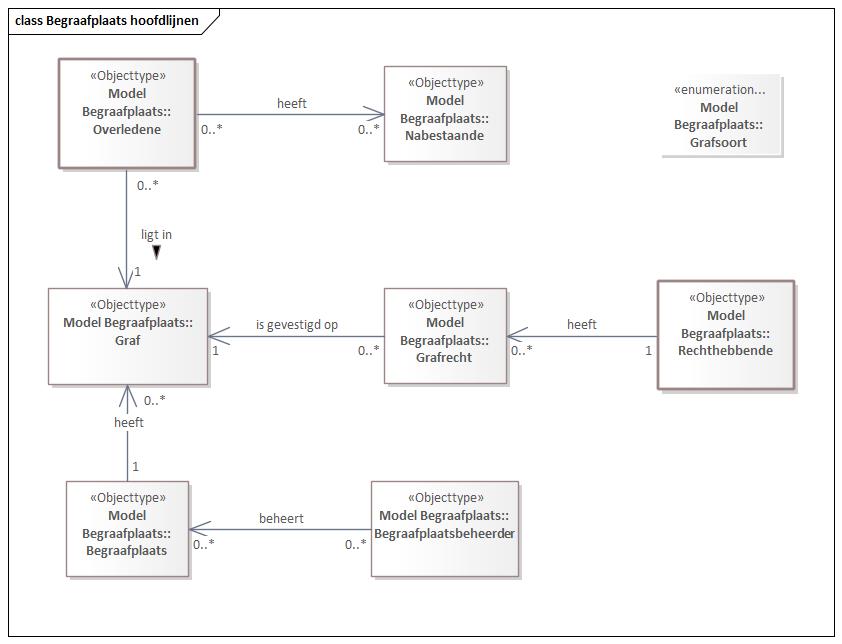 class Begraafplaats hoofdlijnen
«Objecttype»
Model
Begraafplaats::
Overledene
heeft
0..*
0..*
«Objecttype»
Model
Begraafplaats::
Nabestaande
«enumeration...
Model
Begraafplaats::
Grafsoort
0..*
ligt in
1
«Objecttype»
Model Begraafplaats::
Graf
is gevestigd op
1
0..*
«Objecttype»
Model
Begraafplaats::
Grafrecht
heeft
0..*
1
«Objecttype»
Model
Begraafplaats::
Rechthebbende
0..*
heeft
1
«Objecttype»
Model
Begraafplaats::
Begraafplaats
beheert
0..*
0..*
«Objecttype»
Model Begraafplaats::
Begraafplaatsbeheerder